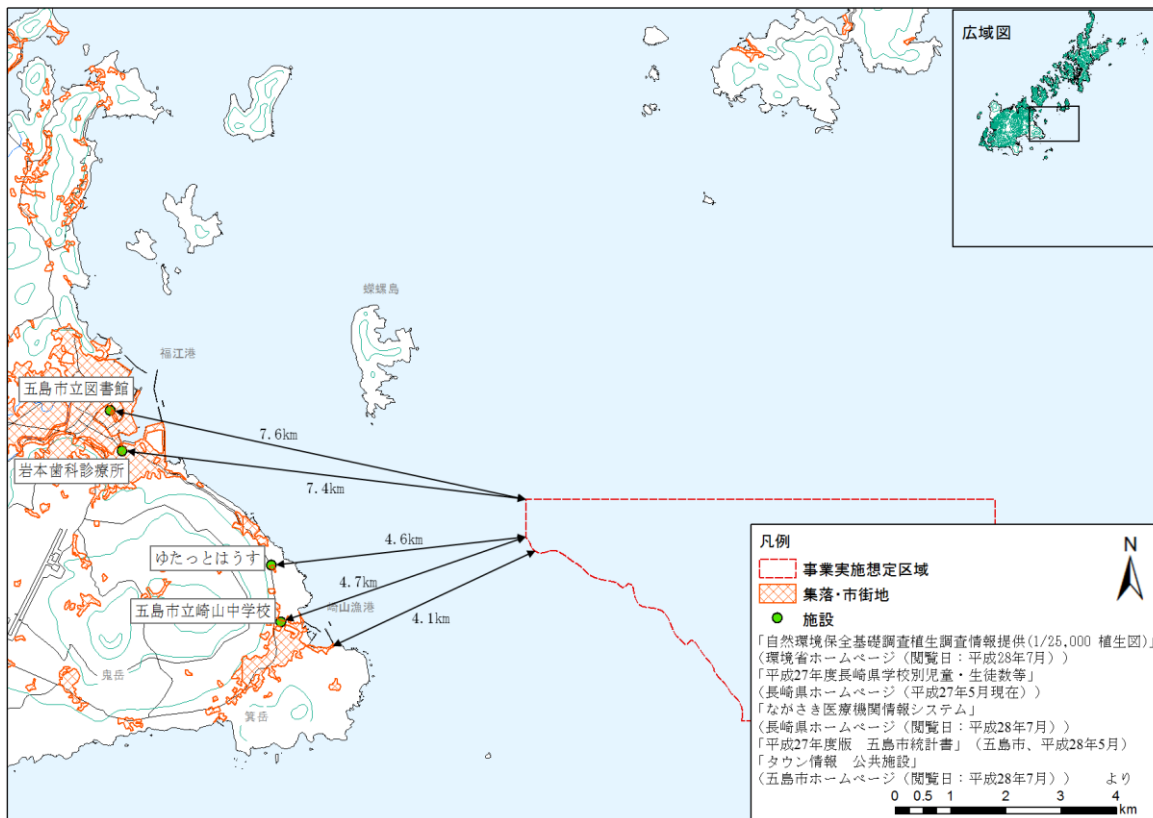 広域図
蠑螺島
福江港
五島市立図書館
7.6km
岩本歯科診療所
7.4km
ゆたっとはうす
4.6km
4.7km
五島市立崎山中学校
崎山漁港
4.1km
鬼岳
箕岳
凡例
N
事業実施想定区域
集落・市街地
施設
「自然環境保全基礎調査植生調査情報提供(1/25,000 植生図)」
(環境省ホームページ(閲覧日:平成28年7月))
「平成27年度長崎県学校別児童・生徒数等」
(長崎県ホームページ(平成27年5月現在))
「ながさき医療機関情報システム」
(長崎県ホームページ(閲覧日:平成28年7月))
「平成27年度版 五島市統計書」(五島市、平成28年5月)
「タウン情報 公共施設」
(五島市ホームページ(閲覧日:平成28年7月)) より
0 0.5 1 2 3 4
km